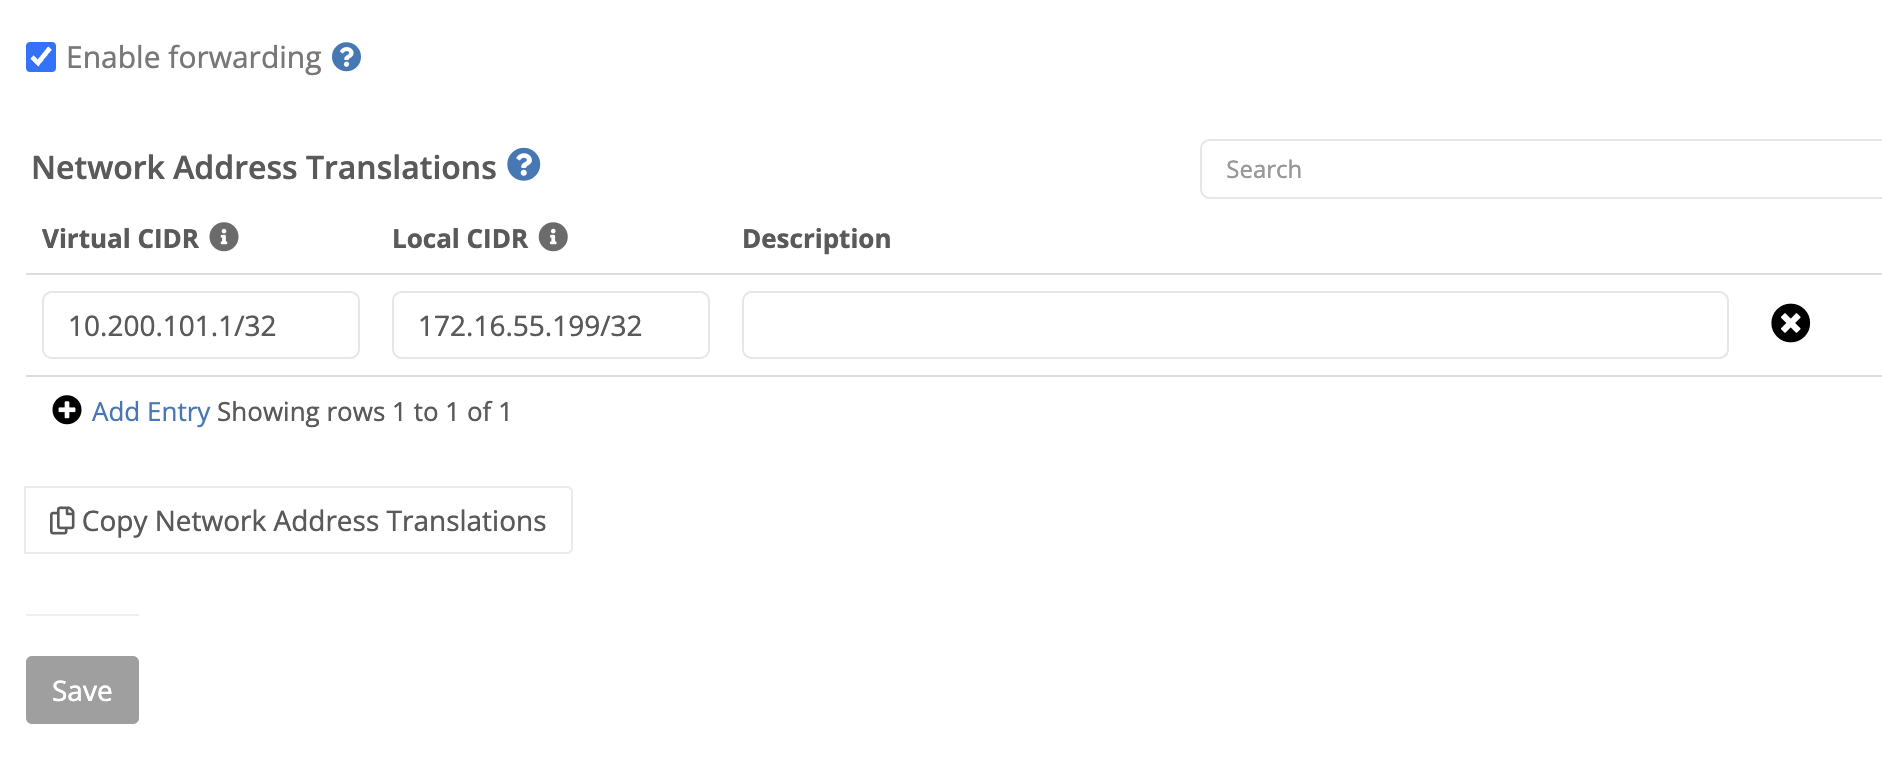 Enable forwarding
Network Address Translations
Search
Virtual CIDR
Local CIDR
Description
10.200.101.1/32
172.16.55.199/32
Add Entry Showing rows 1 to 1 of 1
Copy Network Address Translations
Save